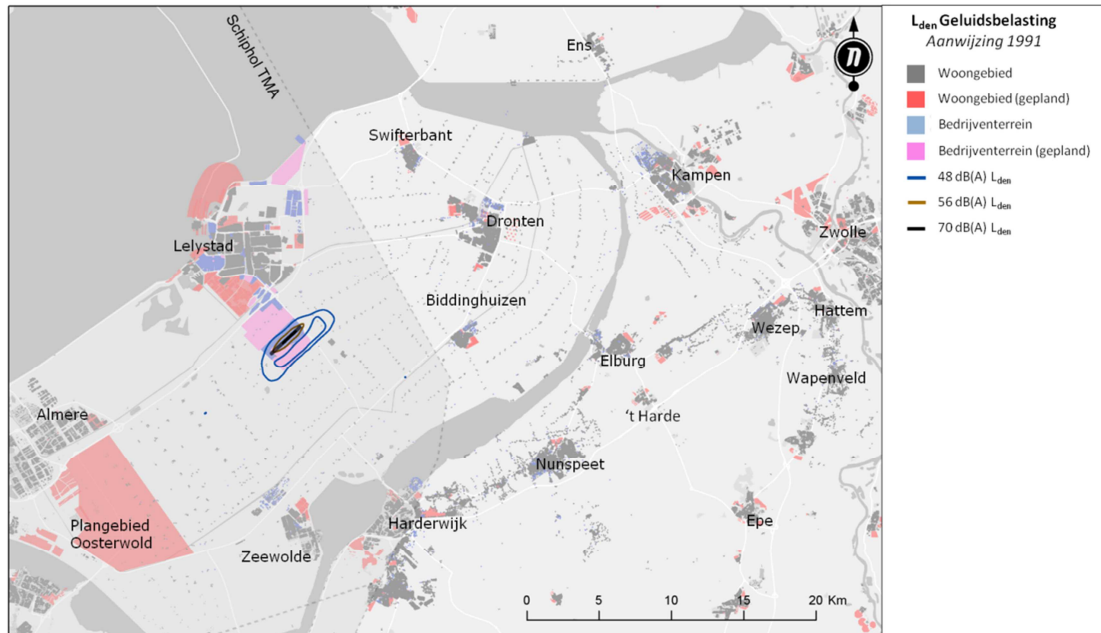 Schiphol TMA
Ens
Swifterbant
Kampen
Dronten
Zwolle
Lelystad
Biddinghuizen
Hattem
Wezep
Elburg
Wapenveld
Almere
't Harde
Nunspeet
Plangebied
Oosterwold
Harderwijk
Epe
Zeewolde
0 5 10 15 20 Km
n
Lden Geluidsbelasting
Aanwijzing 1991
Woongebied
Woongebied (gepland)
Bedrijventerrein
Bedrijventerrein (gepland)
48 dB(A) Lden
56 dB(A) Lden
70 dB(A) Lden